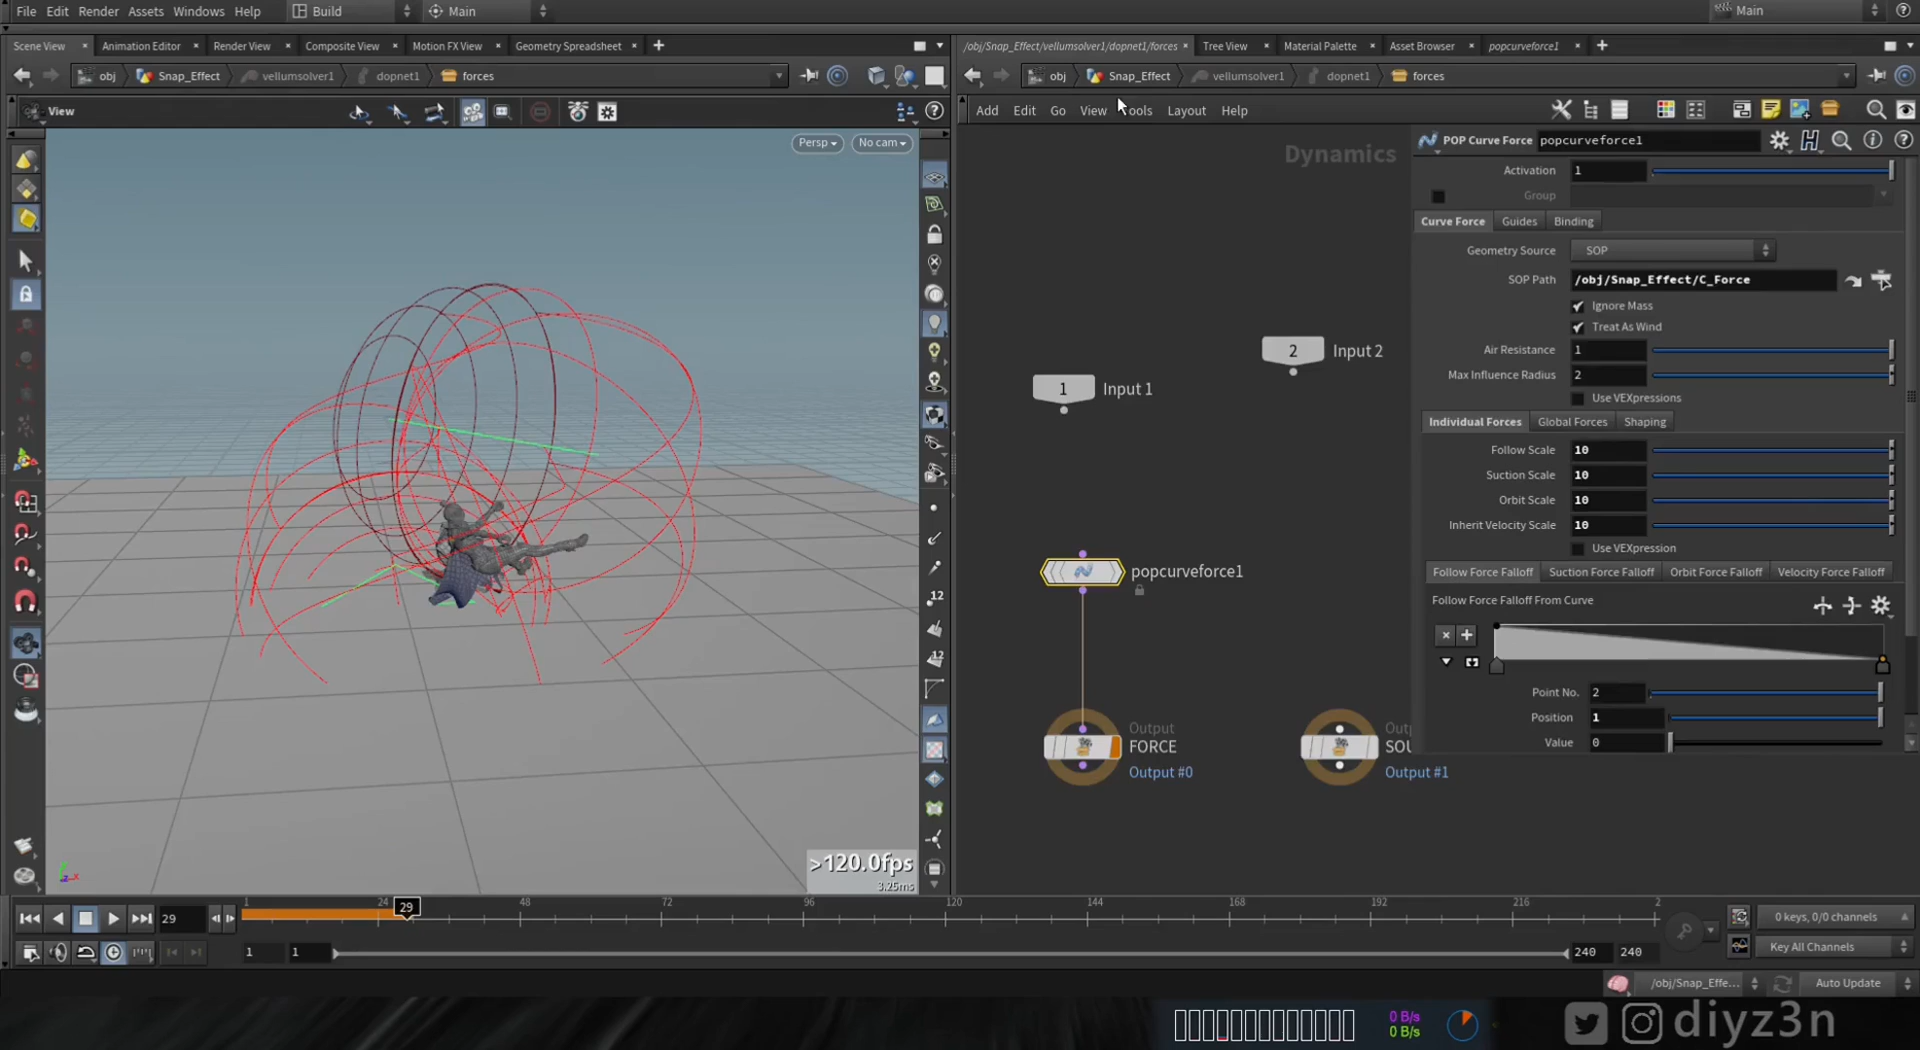 File Edit Render Assets Windows Help Build Main Main
Scene View Animation Editor Render View Composite View Motion FX View Geometry Spreadsheet
/obj/Snap_Effect/vellumsolver1/dopnet1/forces Tree View Material Palette Asset Browser popcurveforce1
obj Snap_Effect vellumsolver1 dopnet1 forces
obj Snap_Effect vellumsolver1 dopnet1 forces
View
Add Edit Go View Tools Layout Help
Persp No cam
Dynamics
POP Curve Force popcurveforce1
Activation 1
Group
Curve Force Guides Binding
Geometry Source SOP
SOP Path /obj/Snap_Effect/C_Force
Ignore Mass
Treat As Wind
Air Resistance 1
Max Influence Radius 2
Use VEXpressions
Individual Forces Global Forces Shaping
Follow Scale 10
Suction Scale 10
Orbit Scale 10
Inherit Velocity Scale 10
Use VEXpression
Follow Force Falloff Suction Force Falloff Orbit Force Falloff Velocity Force Falloff
Follow Force Falloff From Curve
Point No. 2
Position 1
Value 0
1 Input 1
2 Input 2
popcurveforce1
Output
FORCE
Output #0
SOU
Output #1
12
12
>120.0fps
3.25ms
29
1 24 29 48 72 96 120 144 168 192 216 2
0 keys, 0/0 channels
1 1 240 240
Key All Channels
/obj/Snap_Effe... Auto Update
0 B/s
0 B/s
diyz3n